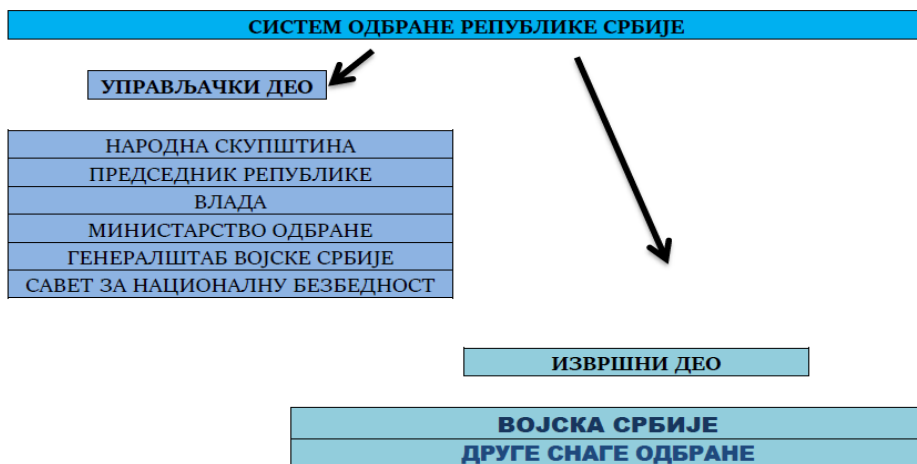 СИСТЕМ ОДБРАНЕ РЕПУБЛИКЕ СРБИЈЕ
УПРАВЉАЧКИ ДЕО
НАРОДНА СКУПШТИНА
ПРЕДСЕДНИК РЕПУБЛИКЕ
ВЛАДА
МИНИСТАРСТВО ОДБРАНЕ
ГЕНЕРАЛШТАБ ВОЈСКЕ СРБИЈЕ
САВЕТ ЗА НАЦИОНАЛНУ БЕЗБЕДНОСТ
ИЗВРШНИ ДЕО
ВОЈСКА СРБИЈЕ
ДРУГЕ СНАГЕ ОДБРАНЕ